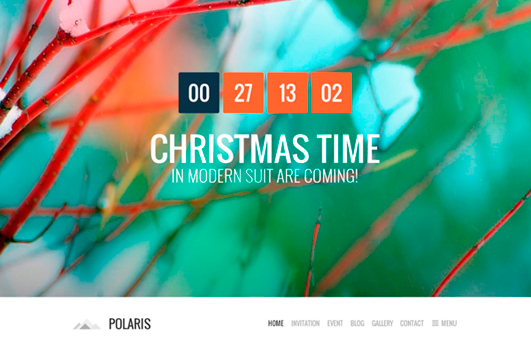 00 27 13 02
CHRISTMAS TIME
IN MODERN SUIT ARE COMING!
POLARIS HOME INVITATION EVENT BLOG GALLERY CONTACT MENU